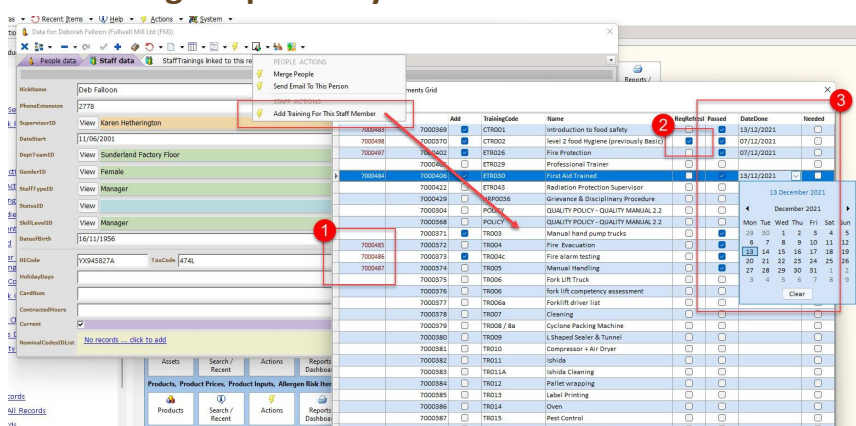 Recent Items Help Actions System
Data for: Deborah Falloon (Fullwell Mill Ltd (FM))
People data Staff data StaffTrainings linked to this re
PEOPLE ACTIONS
Merge People
Send Email To This Person
STAFF ACTIONS
Add Training For This Staff Member
Reports /
NickName Deb Falloon
PhoneExtension 2778
SupervisorID View Karen Hetherington
DateStart 11/06/2001
DeptTeamID View Sunderland Factory Floor
GenderID View Female
StaffTypeID View Manager
StatusID View
SkillLevelID View Manager
DateofBirth 16/11/1956
NICode YX945827A TaxCode 474L
HolidayDays
CardNum
ContractedHours
Current
NominalCodesIDList No records ... click to add
ments Grid
Add TrainingCode Name ReqRefresh Passed DateDone Needed
7000483 7000369 CTR001 Introduction to food safety 13/12/2021
7000498 7000370 CTR002 level 2 food Hygiene (previously Basic) 07/12/2021
7000497 7000402 ETR026 Fire Protection 07/12/2021
7000405 ETR029 Professional Trainer
7000484 7000406 ETR030 First Aid Trained 13/12/2021
7000422 ETR043 Radiation Protection Supervisor
7000429 HRP0036 Grievance & Disciplinary Procedure
7000304 POLICY QUALITY POLICY - QUALITY MANUAL 2.2
7000368 POLICY QUALITY POLICY - QUALITY MANUAL 2.2
7000371 TR003 Manual hand pump trucks
7000485 7000372 TR004 Fire Evacuation
7000486 7000373 TR004c Fire alarm testing
7000487 7000374 TR005 Manual Handling
7000375 TR006 Fork Lift Truck
7000376 TR006 fork lift competency assessment
7000377 TR006a Forklift driver list
7000378 TR007 Cleaning
7000379 TR008 / 8a Cyclone Packing Machine
7000380 TR009 L Shaped Sealer & Tunnel
7000381 TR010 Compressor + Air Dryer
7000382 TR011 Ishida
7000383 TR011A Ishida Cleaning
7000384 TR012 Pallet wrapping
7000385 TR013 Label Printing
7000386 TR014 Oven
7000387 TR015 Pest Control
1
2
3
13 December 2021
December 2021
Mon Tue Wed Thu Fri Sat Sun
29 30 1 2 3 4 5
6 7 8 9 10 11 12
13 14 15 16 17 18 19
20 21 22 23 24 25 26
27 28 29 30 31 1 2
3 4 5 6 7 8 9
Clear
Assets Search / Recent Actions Reports Dashboa
Products, Product Prices, Product Inputs, Allergen Risk Iter
Products Search / Recent Actions Reports Dashboa
cords
All Records